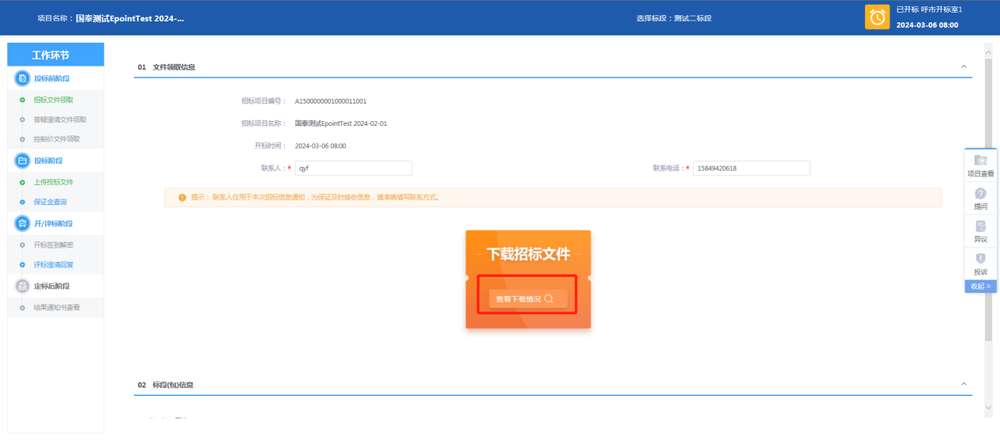 项目名称：国泰测试EpointTest 2024-...
选择标段：测试二标段
已开标 呼市开标室1
2024-03-06 08:00
工作环节
投标前阶段
招标文件领取
答疑澄清文件领取
控制价文件领取
投标阶段
上传投标文件
保证金查询
开/评标阶段
开标签到解密
评标澄清回复
定标后阶段
结果通知书查看
01 文件领取信息
招标项目编号： A1500000001000011001
招标项目名称： 国泰测试EpointTest 2024-02-01
开标时间： 2024-03-06 08:00
联系人：* qyf
联系电话：* 15849420618
提示： 联系人仅用于本次招标信息通知，为保证及时接收信息，请准确填写联系方式。
下载招标文件
查看下载情况
02 标段(包)信息
项目查看
提问
异议
投诉
收起 »